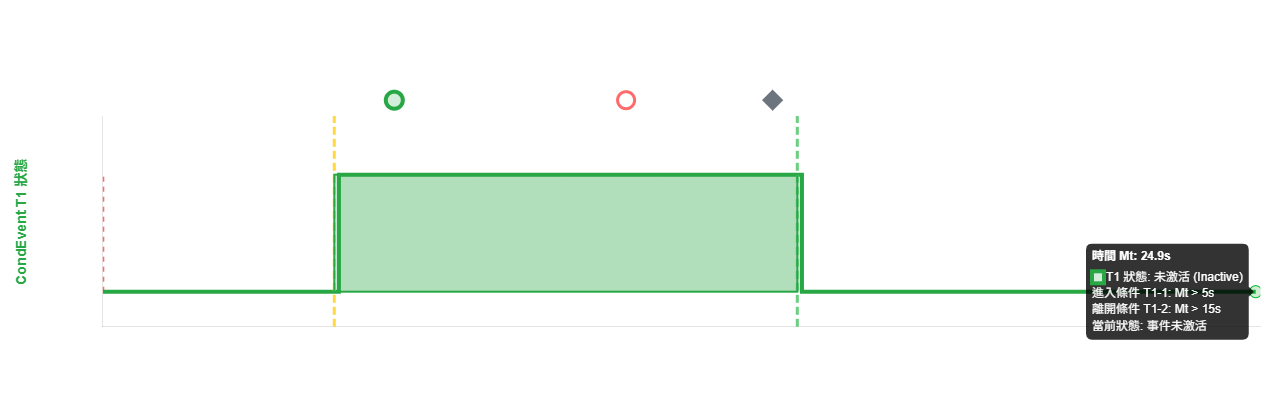 CondEvent T1 狀態
時間 Mt: 24.9s
T1 狀態: 未激活 (Inactive)
進入條件 T1-1: Mt > 5s
離開條件 T1-2: Mt > 15s
當前狀態: 事件未激活